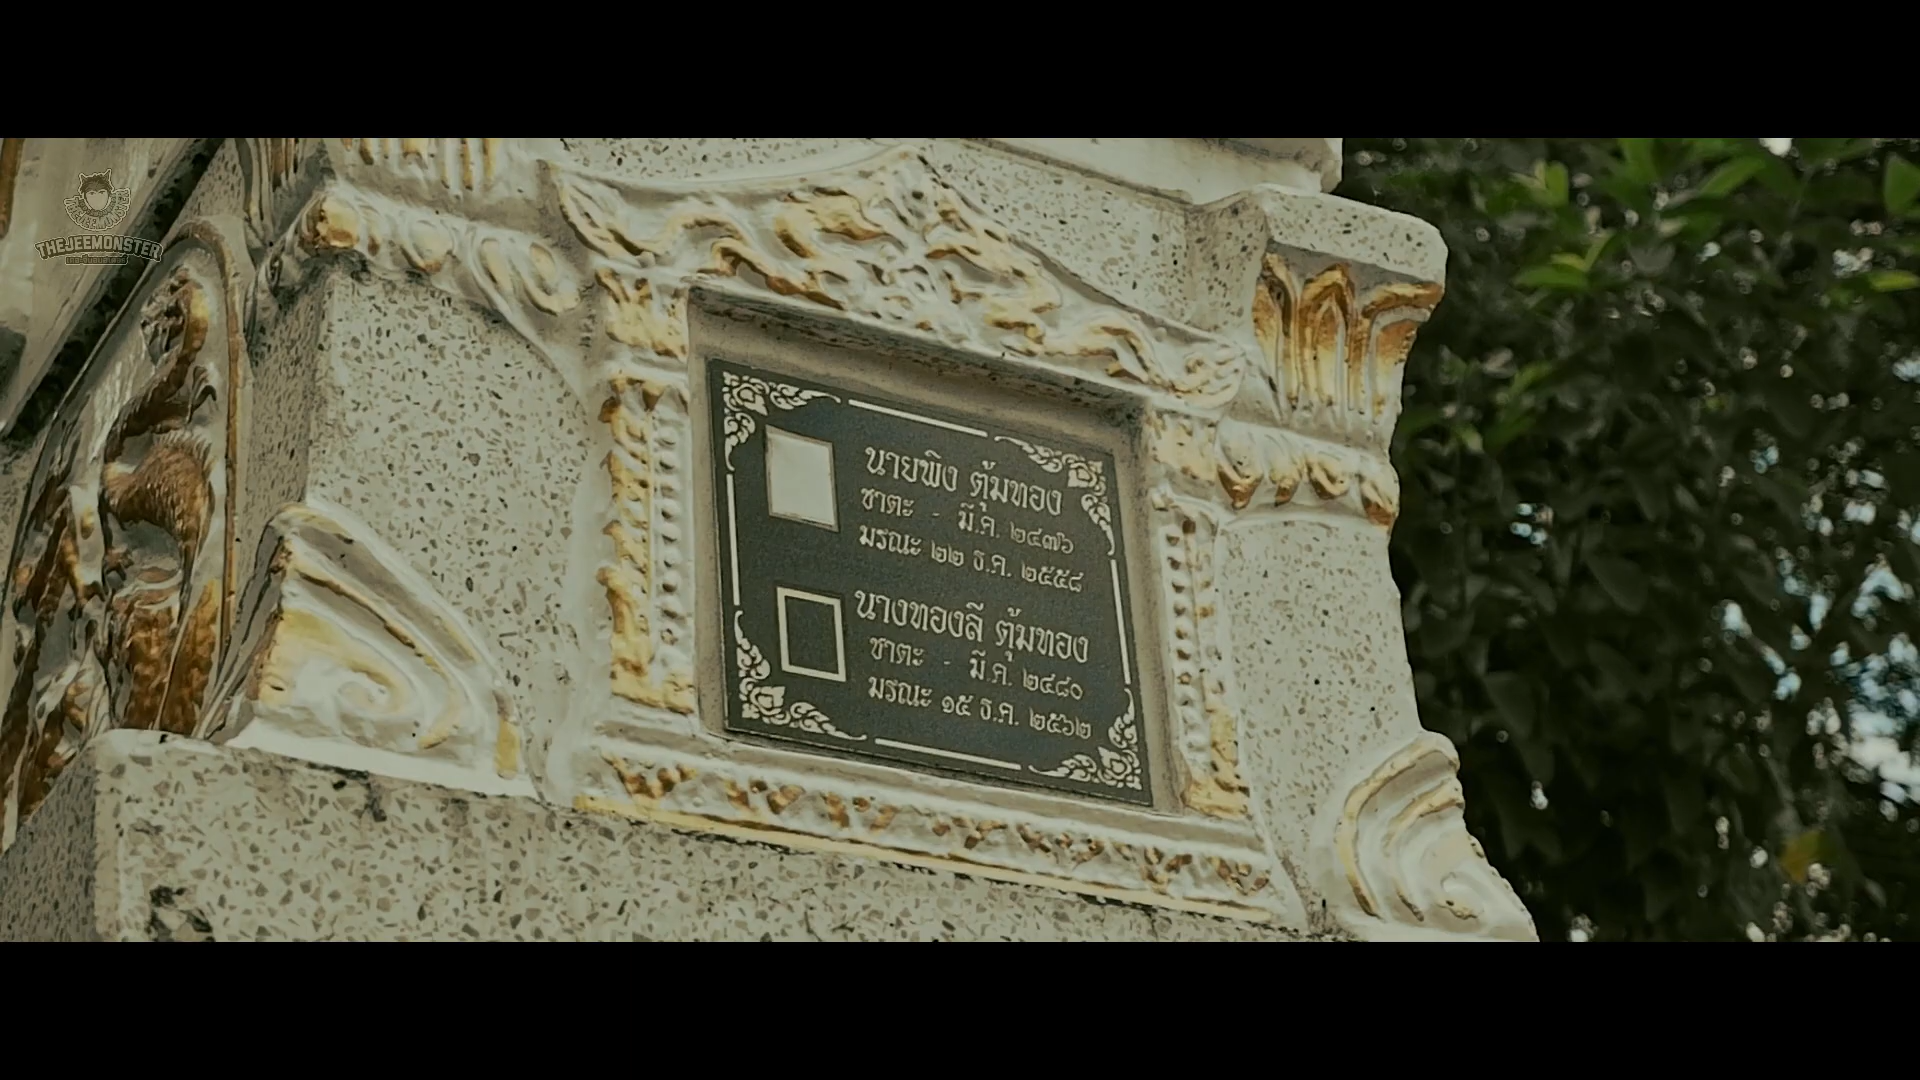 THEJEEMONSTER
นายพิง ตุ้มทอง
ชาตะ - มี.ค. ๒๔๗๖
มรณะ ๒๒ ธ.ค. ๒๕๕๘
นางทองลี ตุ้มทอง
ชาตะ - มี.ค. ๒๔๘๐
มรณะ ๑๕ ธ.ค. ๒๕๖๒